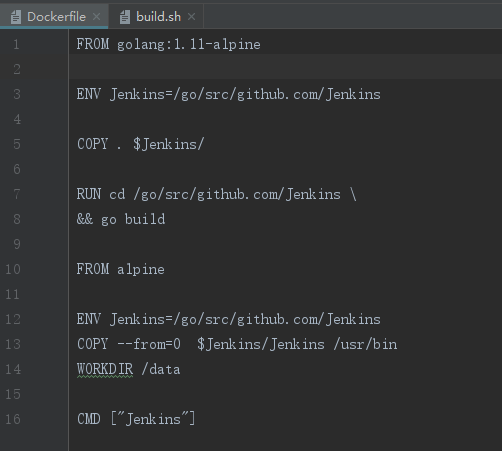 Dockerfile build.sh
1 FROM golang:1.11-alpine
2
3 ENV Jenkins=/go/src/github.com/Jenkins
4
5 COPY . $Jenkins/
6
7 RUN cd /go/src/github.com/Jenkins \
8 && go build
9
10 FROM alpine
11
12 ENV Jenkins=/go/src/github.com/Jenkins
13 COPY --from=0  $Jenkins/Jenkins /usr/bin
14 WORKDIR /data
15
16 CMD ["Jenkins"]